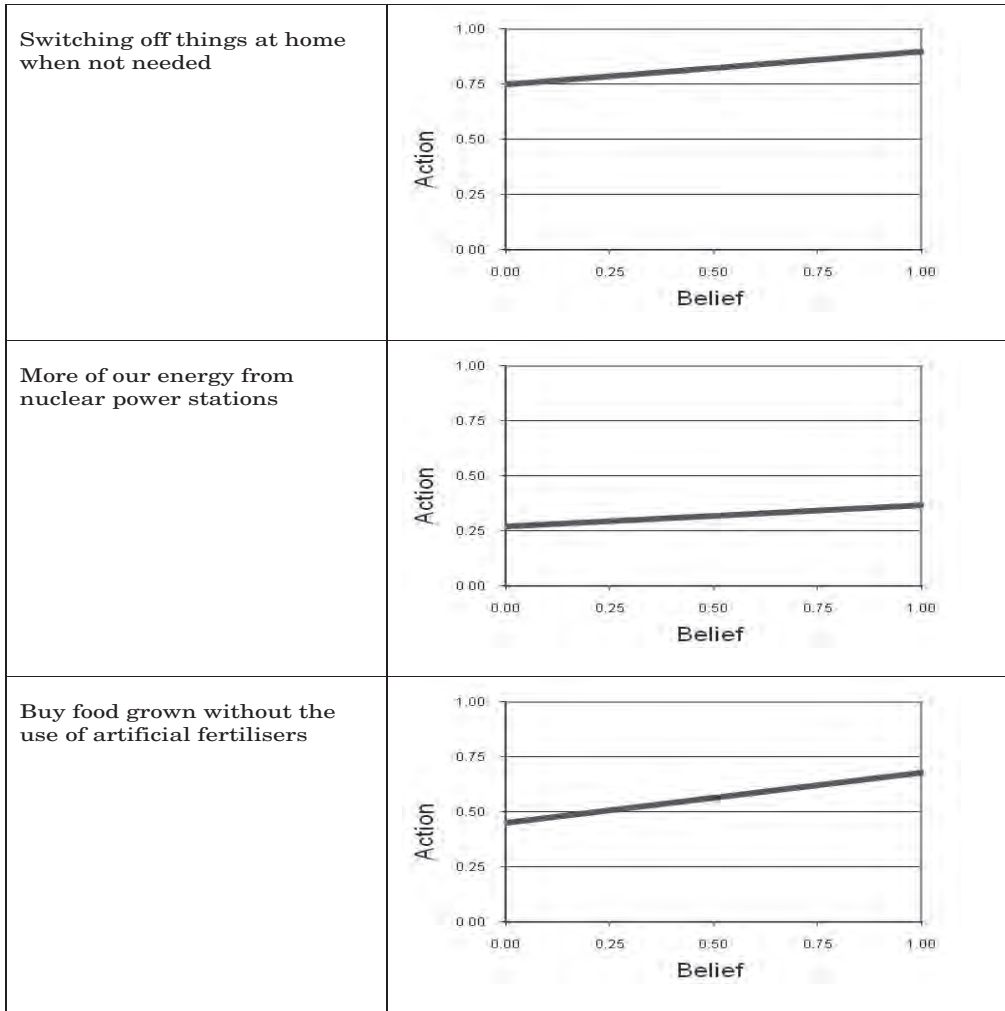 Switching off things at home
when not needed
1.00
0.75
0.50
0.25
0.00
Action
0.00 0.25 0.50 0.75 1.00
Belief
More of our energy from
nuclear power stations
1.00
0.75
0.50
0.25
0.00
Action
0.00 0.25 0.50 0.75 1.00
Belief
Buy food grown without the
use of artificial fertilisers
1.00
0.75
0.50
0.25
0.00
Action
0.00 0.25 0.50 0.75 1.00
Belief